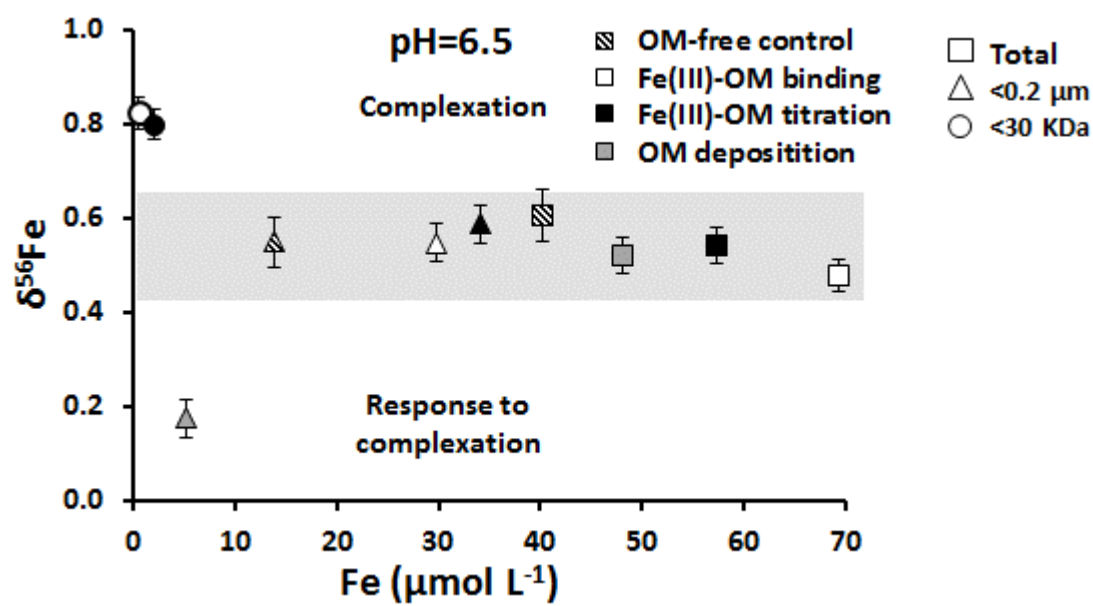 pH=6.5
Complexation
OM-free control
Fe(III)-OM binding
Fe(III)-OM titration
OM depositition
Total
<0.2 µm
<30 KDa
1.0
0.8
0.6
0.4
0.2
0.0
δ⁵⁶Fe
Response to
complexation
0 10 20 30 40 50 60 70
Fe (µmol L⁻¹)